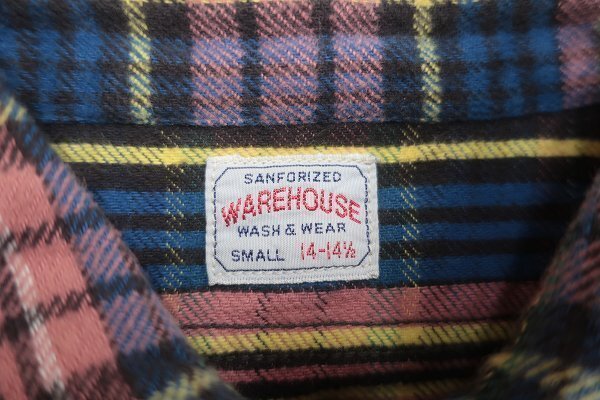 SANFORIZED
WAREHOUSE
WASH & WEAR
SMALL 14-14½